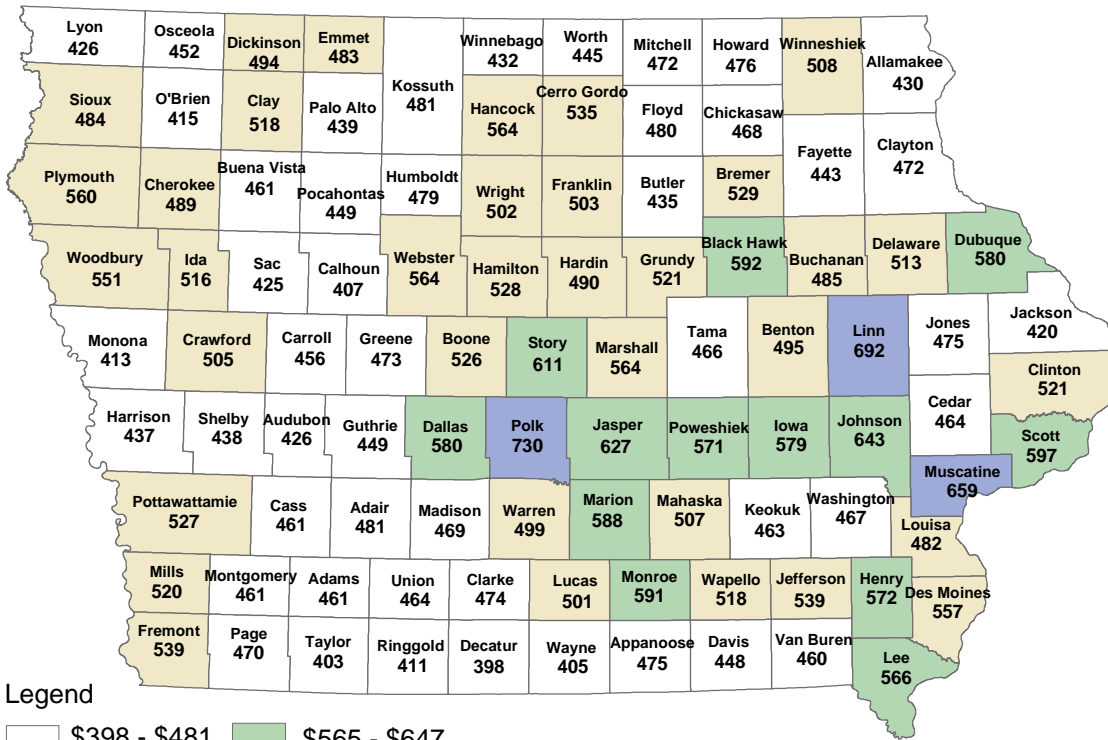 Lyon
426
Osceola
452
Dickinson
494
Emmet
483
Kossuth
481
Winnebago
432
Worth
445
Mitchell
472
Howard
476
Winneshiek
508
Allamakee
430
Sioux
484
O'Brien
415
Clay
518
Palo Alto
439
Hancock
564
Cerro Gordo
535
Floyd
480
Chickasaw
468
Fayette
443
Clayton
472
Plymouth
560
Cherokee
489
Buena Vista
461
Pocahontas
449
Humboldt
479
Wright
502
Franklin
503
Butler
435
Bremer
529
Woodbury
551
Ida
516
Sac
425
Calhoun
407
Webster
564
Hamilton
528
Hardin
490
Grundy
521
Black Hawk
592
Buchanan
485
Delaware
513
Dubuque
580
Monona
413
Crawford
505
Carroll
456
Greene
473
Boone
526
Story
611
Marshall
564
Tama
466
Benton
495
Linn
692
Jones
475
Jackson
420
Clinton
521
Harrison
437
Shelby
438
Audubon
426
Guthrie
449
Dallas
580
Polk
730
Jasper
627
Poweshiek
571
Iowa
579
Johnson
643
Cedar
464
Scott
597
Muscatine
659
Pottawattamie
527
Cass
461
Adair
481
Madison
469
Warren
499
Marion
588
Mahaska
507
Keokuk
463
Washington
467
Louisa
482
Mills
520
Montgomery
461
Adams
461
Union
464
Clarke
474
Lucas
501
Monroe
591
Wapello
518
Jefferson
539
Henry
572
Des Moines
557
Fremont
539
Page
470
Taylor
403
Ringgold
411
Decatur
398
Wayne
405
Appanoose
475
Davis
448
Van Buren
460
Lee
566
Legend
$398 - $481
$565 - $647